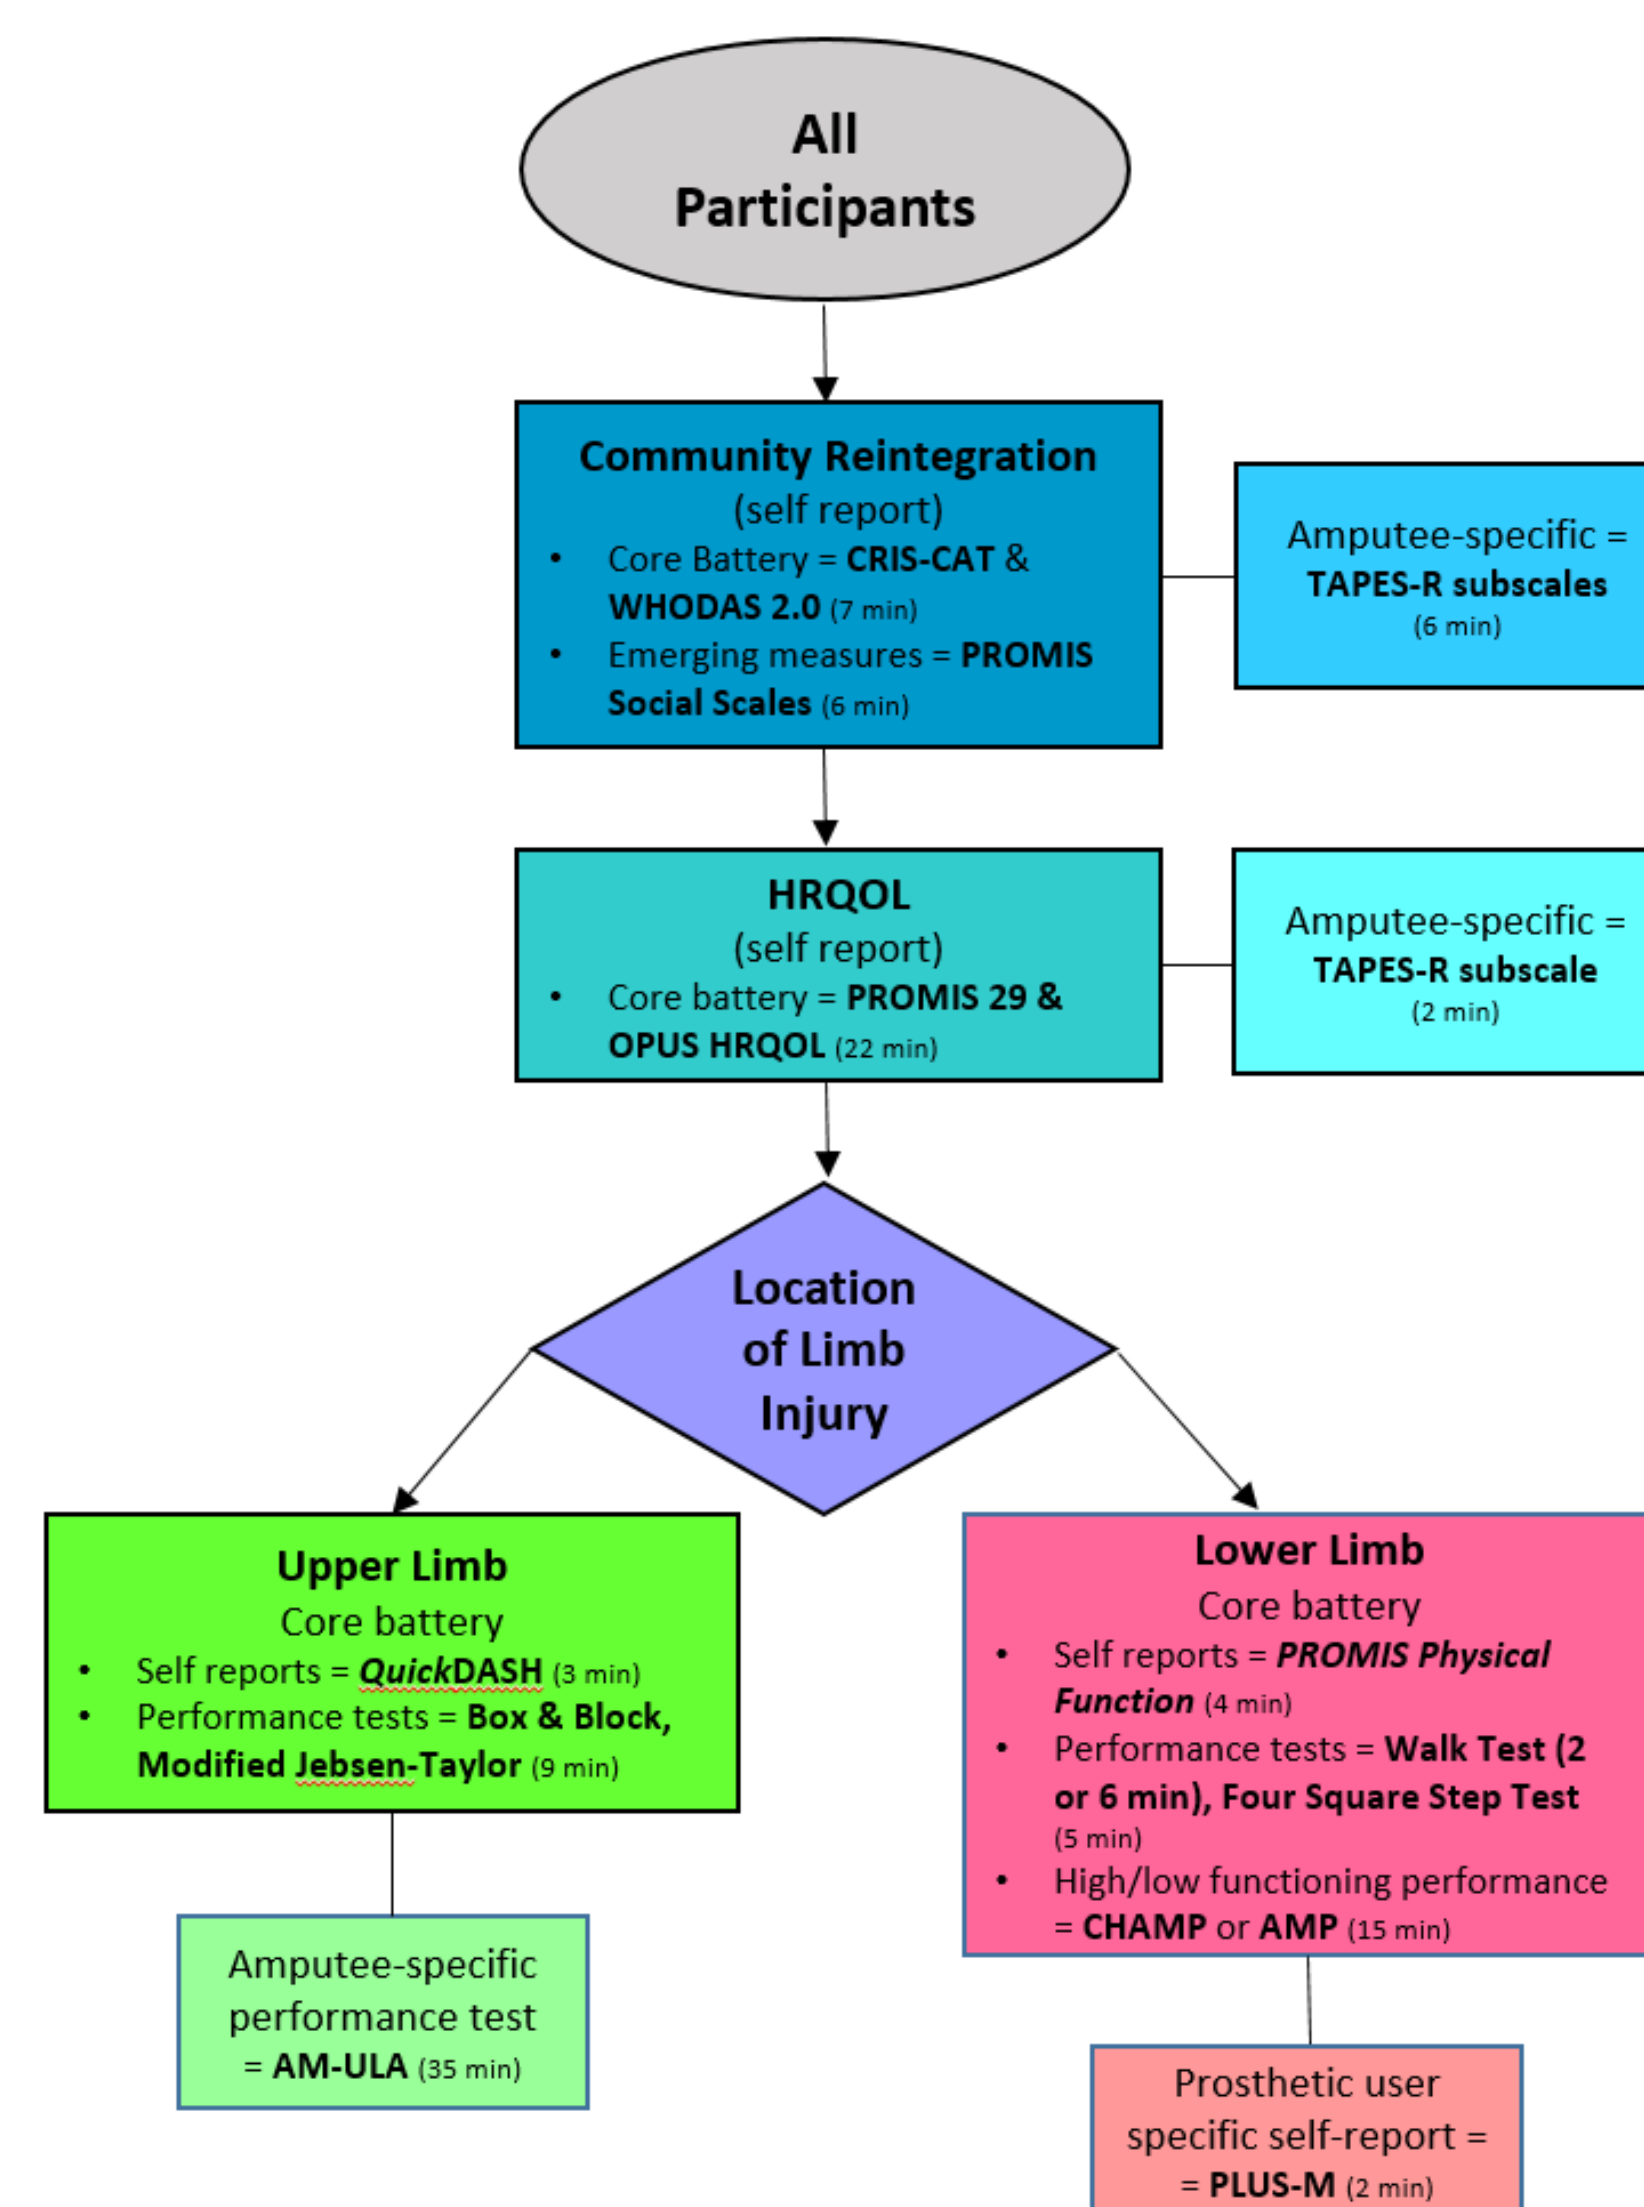 All
Participants
Community Reintegration
(self report)
• Core Battery = CRIS-CAT &
WHODAS 2.0 (7 min)
• Emerging measures = PROMIS
Social Scales (6 min)
Amputee-specific =
TAPES-R subscales
(6 min)
HRQOL
(self report)
• Core battery = PROMIS 29 &
OPUS HRQOL (22 min)
Amputee-specific =
TAPES-R subscale
(2 min)
Location
of Limb
Injury
Upper Limb
Core battery
• Self reports = QuickDASH (3 min)
• Performance tests = Box & Block,
Modified Jebsen-Taylor (9 min)
Amputee-specific
performance test
= AM-ULA (35 min)
Lower Limb
Core battery
• Self reports = PROMIS Physical
Function (4 min)
• Performance tests = Walk Test (2
or 6 min), Four Square Step Test
(5 min)
• High/low functioning performance
= CHAMP or AMP (15 min)
Prosthetic user
specific self-report =
= PLUS-M (2 min)